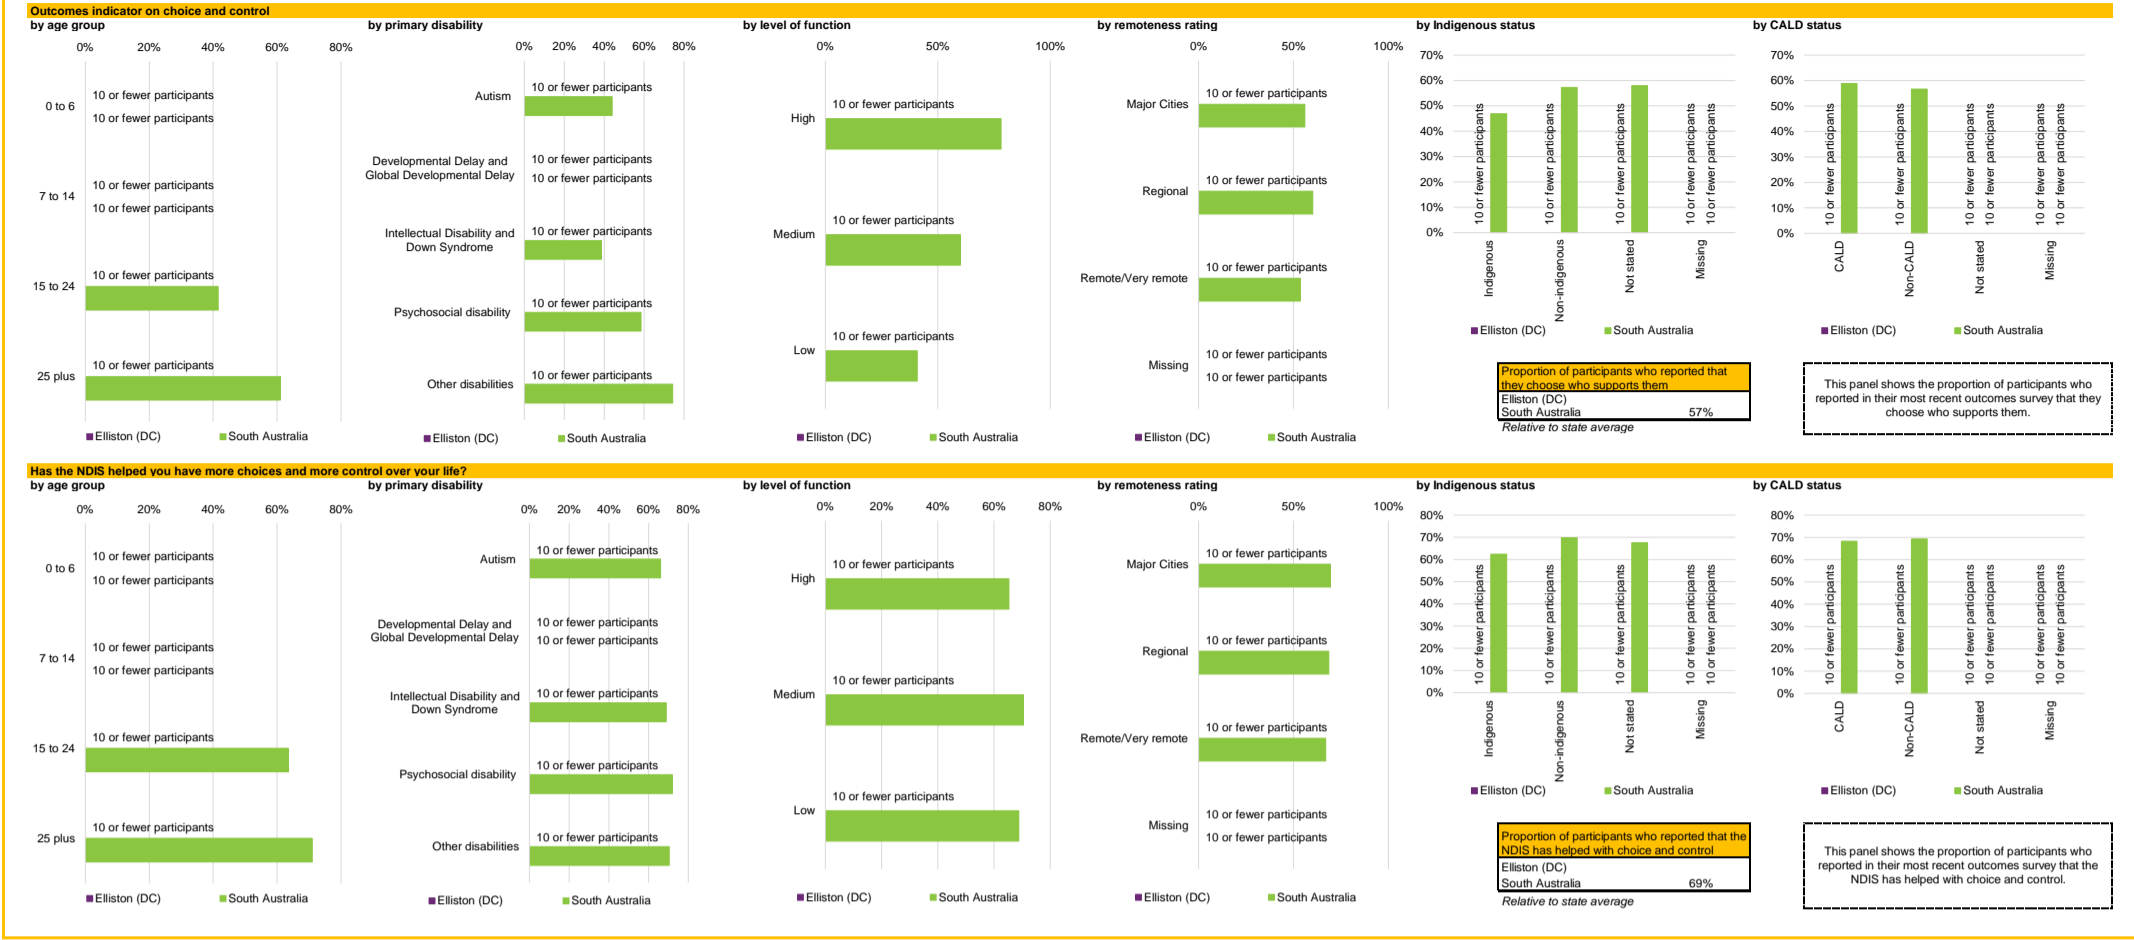 Outcomes indicator on choice and control
by age group
0% 20% 40% 60% 80%
0 to 6
10 or fewer participants
10 or fewer participants
7 to 14
10 or fewer participants
10 or fewer participants
15 to 24
10 or fewer participants
25 plus
10 or fewer participants
Elliston (DC) South Australia
by primary disability
0% 20% 40% 60% 80%
Autism
10 or fewer participants
Developmental Delay and
Global Developmental Delay
10 or fewer participants
10 or fewer participants
Intellectual Disability and
Down Syndrome
10 or fewer participants
Psychosocial disability
10 or fewer participants
Other disabilities
10 or fewer participants
Elliston (DC) South Australia
by level of function
0% 50% 100%
High
10 or fewer participants
Medium
10 or fewer participants
Low
10 or fewer participants
Elliston (DC) South Australia
by remoteness rating
0% 50% 100%
Major Cities
10 or fewer participants
Regional
10 or fewer participants
Remote/Very remote
10 or fewer participants
Missing
10 or fewer participants
10 or fewer participants
Elliston (DC) South Australia
by Indigenous status
70%
60%
50%
40%
30%
20%
10%
0%
10 or fewer participants
10 or fewer participants
10 or fewer participants
10 or fewer participants
10 or fewer participants
Indigenous
Non-indigenous
Not stated
Missing
Elliston (DC) South Australia
Proportion of participants who reported that
they choose who supports them
Elliston (DC)
South Australia 57%
Relative to state average
by CALD status
70%
60%
50%
40%
30%
20%
10%
0%
10 or fewer participants
10 or fewer participants
10 or fewer participants
10 or fewer participants
10 or fewer participants
10 or fewer participants
CALD
Non-CALD
Not stated
Missing
Elliston (DC) South Australia
This panel shows the proportion of participants who
reported in their most recent outcomes survey that they
choose who supports them.
Has the NDIS helped you have more choices and more control over your life?
by age group
0% 20% 40% 60% 80%
0 to 6
10 or fewer participants
10 or fewer participants
7 to 14
10 or fewer participants
10 or fewer participants
15 to 24
10 or fewer participants
25 plus
10 or fewer participants
Elliston (DC) South Australia
by primary disability
0% 20% 40% 60% 80%
Autism
10 or fewer participants
Developmental Delay and
Global Developmental Delay
10 or fewer participants
10 or fewer participants
Intellectual Disability and
Down Syndrome
10 or fewer participants
Psychosocial disability
10 or fewer participants
Other disabilities
10 or fewer participants
Elliston (DC) South Australia
by level of function
0% 20% 40% 60% 80%
High
10 or fewer participants
Medium
10 or fewer participants
Low
10 or fewer participants
Elliston (DC) South Australia
by remoteness rating
0% 50% 100%
Major Cities
10 or fewer participants
Regional
10 or fewer participants
Remote/Very remote
10 or fewer participants
Missing
10 or fewer participants
10 or fewer participants
Elliston (DC) South Australia
by Indigenous status
80%
70%
60%
50%
40%
30%
20%
10%
0%
10 or fewer participants
10 or fewer participants
10 or fewer participants
10 or fewer participants
10 or fewer participants
Indigenous
Non-indigenous
Not stated
Missing
Elliston (DC) South Australia
Proportion of participants who reported that the
NDIS has helped with choice and control
Elliston (DC)
South Australia 69%
Relative to state average
by CALD status
80%
70%
60%
50%
40%
30%
20%
10%
0%
10 or fewer participants
10 or fewer participants
10 or fewer participants
10 or fewer participants
10 or fewer participants
10 or fewer participants
CALD
Non-CALD
Not stated
Missing
Elliston (DC) South Australia
This panel shows the proportion of participants who
reported in their most recent outcomes survey that the
NDIS has helped with choice and control.